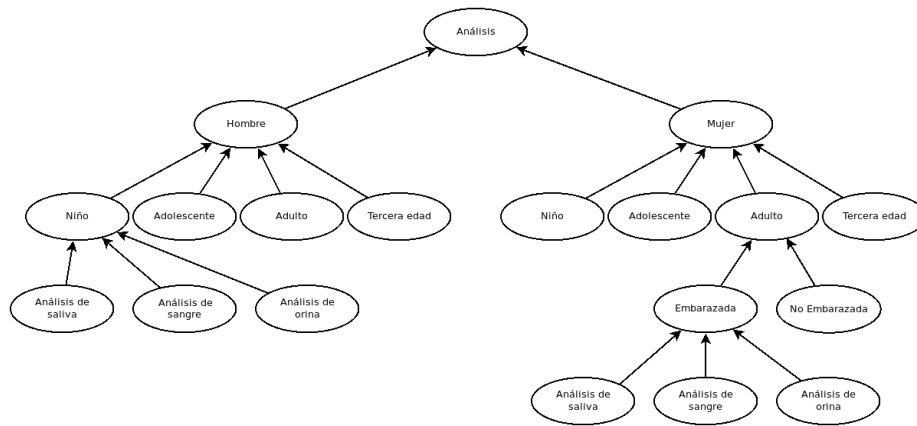 Análisis
Hombre
Mujer
Niño
Adolescente
Adulto
Tercera edad
Niño
Adolescente
Adulto
Tercera edad
Análisis de
saliva
Análisis de
sangre
Análisis de
orina
Embarazada
No Embarazada
Análisis de
saliva
Análisis de
sangre
Análisis de
orina